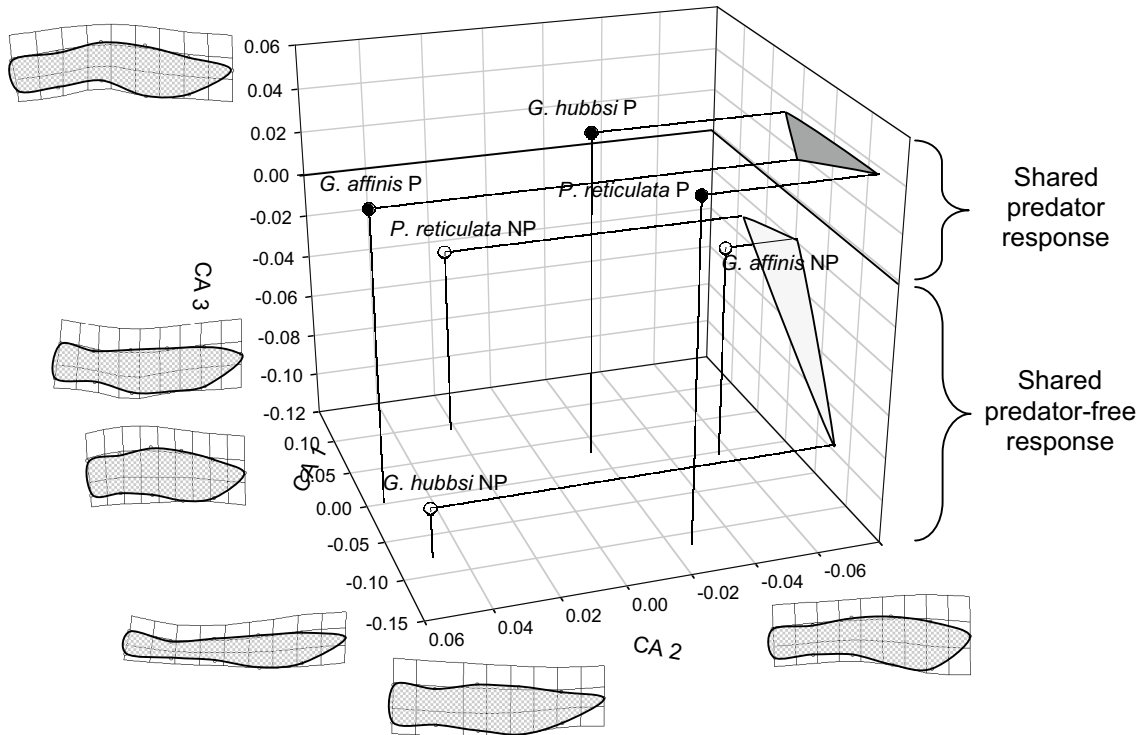 0.06
0.04
0.02
0.00
-0.02
-0.04
-0.06
-0.08
-0.10
-0.12
CA 3
G. hubbsi P
G. affinis P
P. reticulata P
P. reticulata NP
G. affinis NP
G. hubbsi NP
Shared
predator
response
Shared
predator-free
response
0.10
0.05
0.00
-0.05
-0.10
-0.15
CA 1
0.06
0.04
0.02
0.00
-0.02
-0.04
-0.06
CA 2